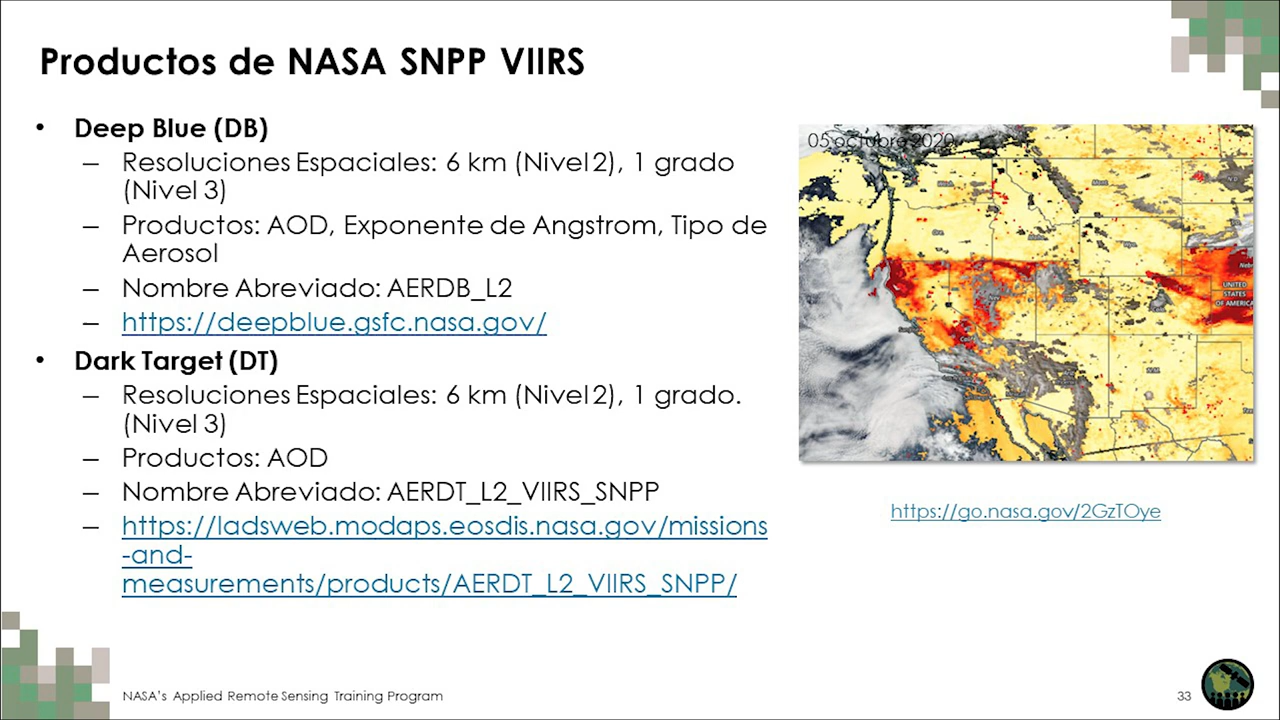 Productos de NASA SNPP VIIRS
• Deep Blue (DB)
– Resoluciones Espaciales: 6 km (Nivel 2), 1 grado
(Nivel 3)
– Productos: AOD, Exponente de Angstrom, Tipo de
Aerosol
– Nombre Abreviado: AERDB_L2
– https://deepblue.gsfc.nasa.gov/
• Dark Target (DT)
– Resoluciones Espaciales: 6 km (Nivel 2), 1 grado.
(Nivel 3)
– Productos: AOD
– Nombre Abreviado: AERDT_L2_VIIRS_SNPP
– https://ladsweb.modaps.eosdis.nasa.gov/missions
-and-
measurements/products/AERDT_L2_VIIRS_SNPP/
05 octubre 2020
UNITED
STATES
OF AMERICA
https://go.nasa.gov/2GzTOye
NASA's Applied Remote Sensing Training Program
33